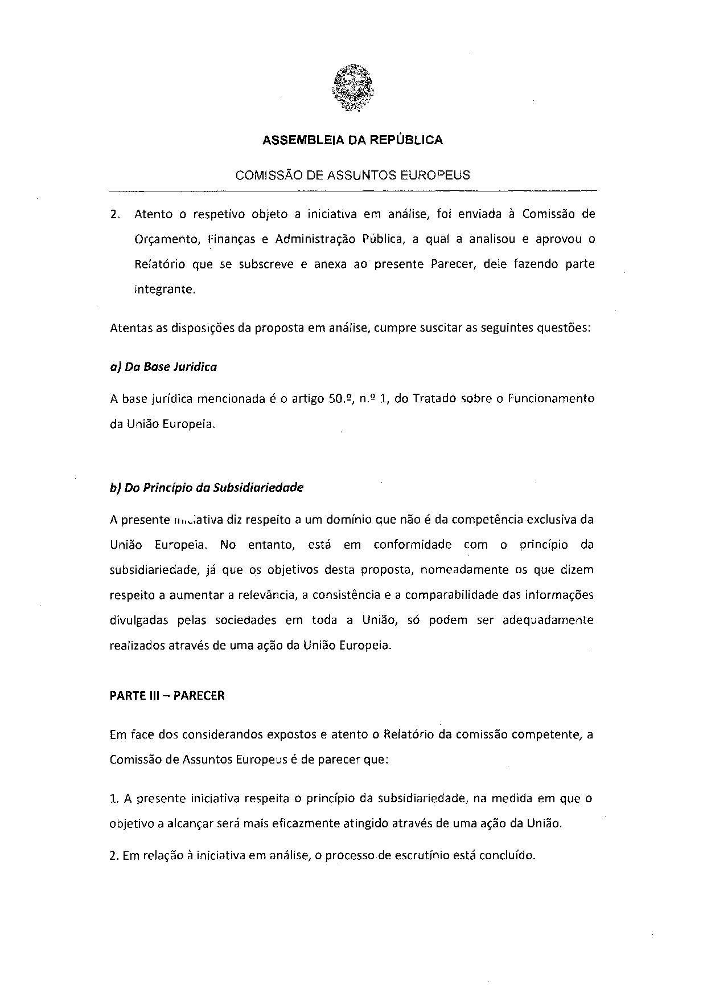 ASSEMBLEIA DA REPÚBLICA
COMISSÃO DE ASSUNTOS EUROPEUS
2. Atento o respetivo objeto a iniciativa em análise, foi enviada à Comissão de
Orçamento, Finanças e Administração Pública, a qual a analisou e aprovou o
Relatório que se subscreve e anexa ao presente Parecer, dele fazendo parte
integrante.
Atentas as disposições da proposta em análise, cumpre suscitar as seguintes questões:
a) Da Base Jurídica
A base jurídica mencionada é o artigo 50.º, n.º 1, do Tratado sobre o Funcionamento
da União Europeia.
b) Do Princípio da Subsidiariedade
A presente iniciativa diz respeito a um domínio que não é da competência exclusiva da
União Europeia. No entanto, está em conformidade com o princípio da
subsidiariedade, já que os objetivos desta proposta, nomeadamente os que dizem
respeito a aumentar a relevância, a consistência e a comparabilidade das informações
divulgadas pelas sociedades em toda a União, só podem ser adequadamente
realizados através de uma ação da União Europeia.
PARTE III – PARECER
Em face dos considerandos expostos e atento o Relatório da comissão competente, a
Comissão de Assuntos Europeus é de parecer que:
1. A presente iniciativa respeita o princípio da subsidiariedade, na medida em que o
objetivo a alcançar será mais eficazmente atingido através de uma ação da União.
2. Em relação à iniciativa em análise, o processo de escrutínio está concluído.